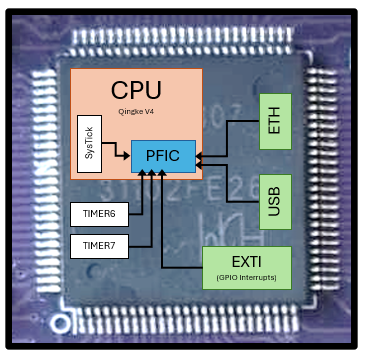 CPU
Qingke V4
SysTick
PFIC
ETH
USB
TIMER6
TIMER7
EXTI
(GPIO Interrupts)